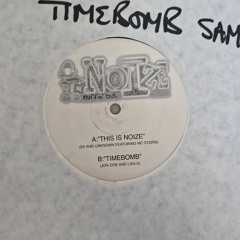 TIMEBOMB SAM
NOIZE
A:"THIS IS NOIZE"
(SY AND UNKNOWN FEATURING MC STORM)
B:"TIMEBOMB"
(JON DOE AND LISA A)